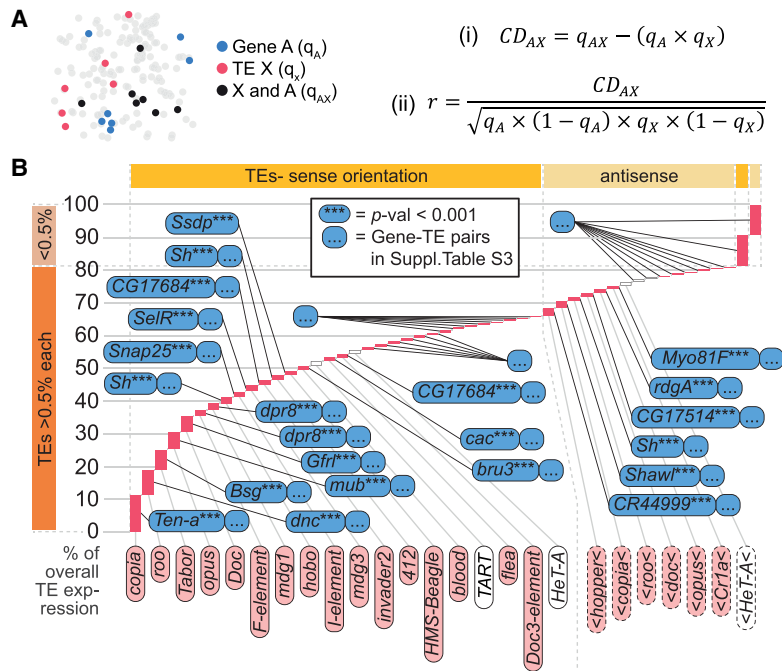 A
Gene A (qA)
TE X (qx)
X and A (qAX)
(i) CDAX = qAX − (qA × qX)
(ii) r = CDAX / √qA × (1 − qA) × qX × (1 − qX)
B
TEs- sense orientation
antisense
<0.5%
TEs >0.5% each
100
90
80
70
60
50
40
30
20
10
0
*** = p-val < 0.001
... = Gene-TE pairs
in Suppl.Table S3
Ssdp***
Sh*** ...
CG17684*** ...
SelR*** ...
Snap25*** ...
Sh*** ...
...
...
...
dpr8*** ...
dpr8*** ...
Gfrl*** ...
mub*** ...
Bsg*** ...
dnc*** ...
Ten-a*** ...
CG17684*** ...
cac*** ...
bru3*** ...
Myo81F*** ...
rdgA*** ...
CG17514*** ...
Sh*** ...
Shawl*** ...
CR44999*** ...
% of
overall
TE exp-
ression
copia
roo
Tabor
opus
Doc
F-element
mdg1
hobo
I-element
mdg3
invader2
412
HMS-Beagle
blood
TART
flea
Doc3-element
HeT-A
<hopper<
<copia<
<roo<
<doc<
<opus<
<Cr1a<
<HeT-A<